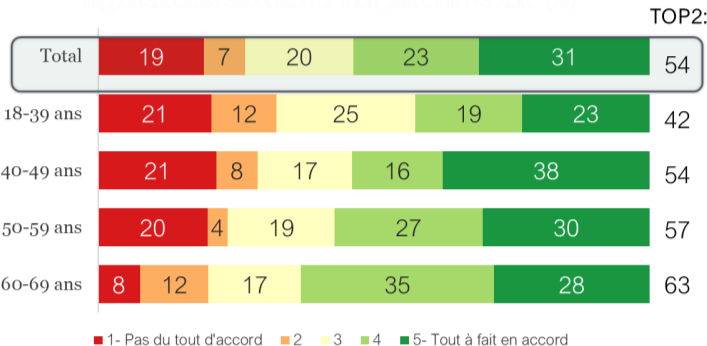 TOP2:
Total 19 7 20 23 31 54
18-39 ans 21 12 25 19 23 42
40-49 ans 21 8 17 16 38 54
50-59 ans 20 4 19 27 30 57
60-69 ans 8 12 17 35 28 63
1- Pas du tout d'accord 2 3 4 5- Tout à fait en accord